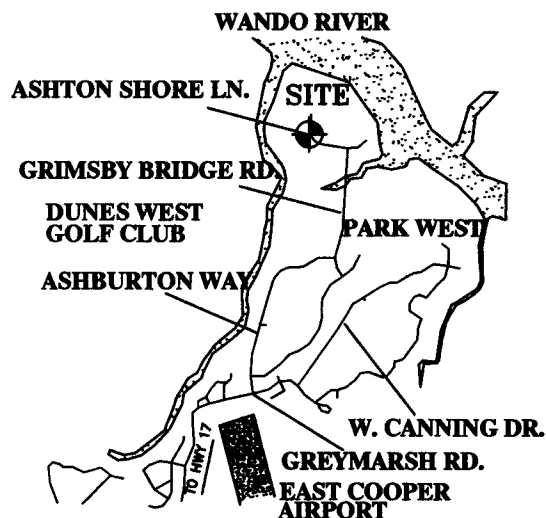 WANDO RIVER
ASHTON SHORE LN.
SITE
GRIMSBY BRIDGE RD.
DUNES WEST
GOLF CLUB
PARK WEST
ASHBURTON WAY
W. CANNING DR.
TO HWY 17
GREYMARSH RD.
EAST COOPER
AIRPORT